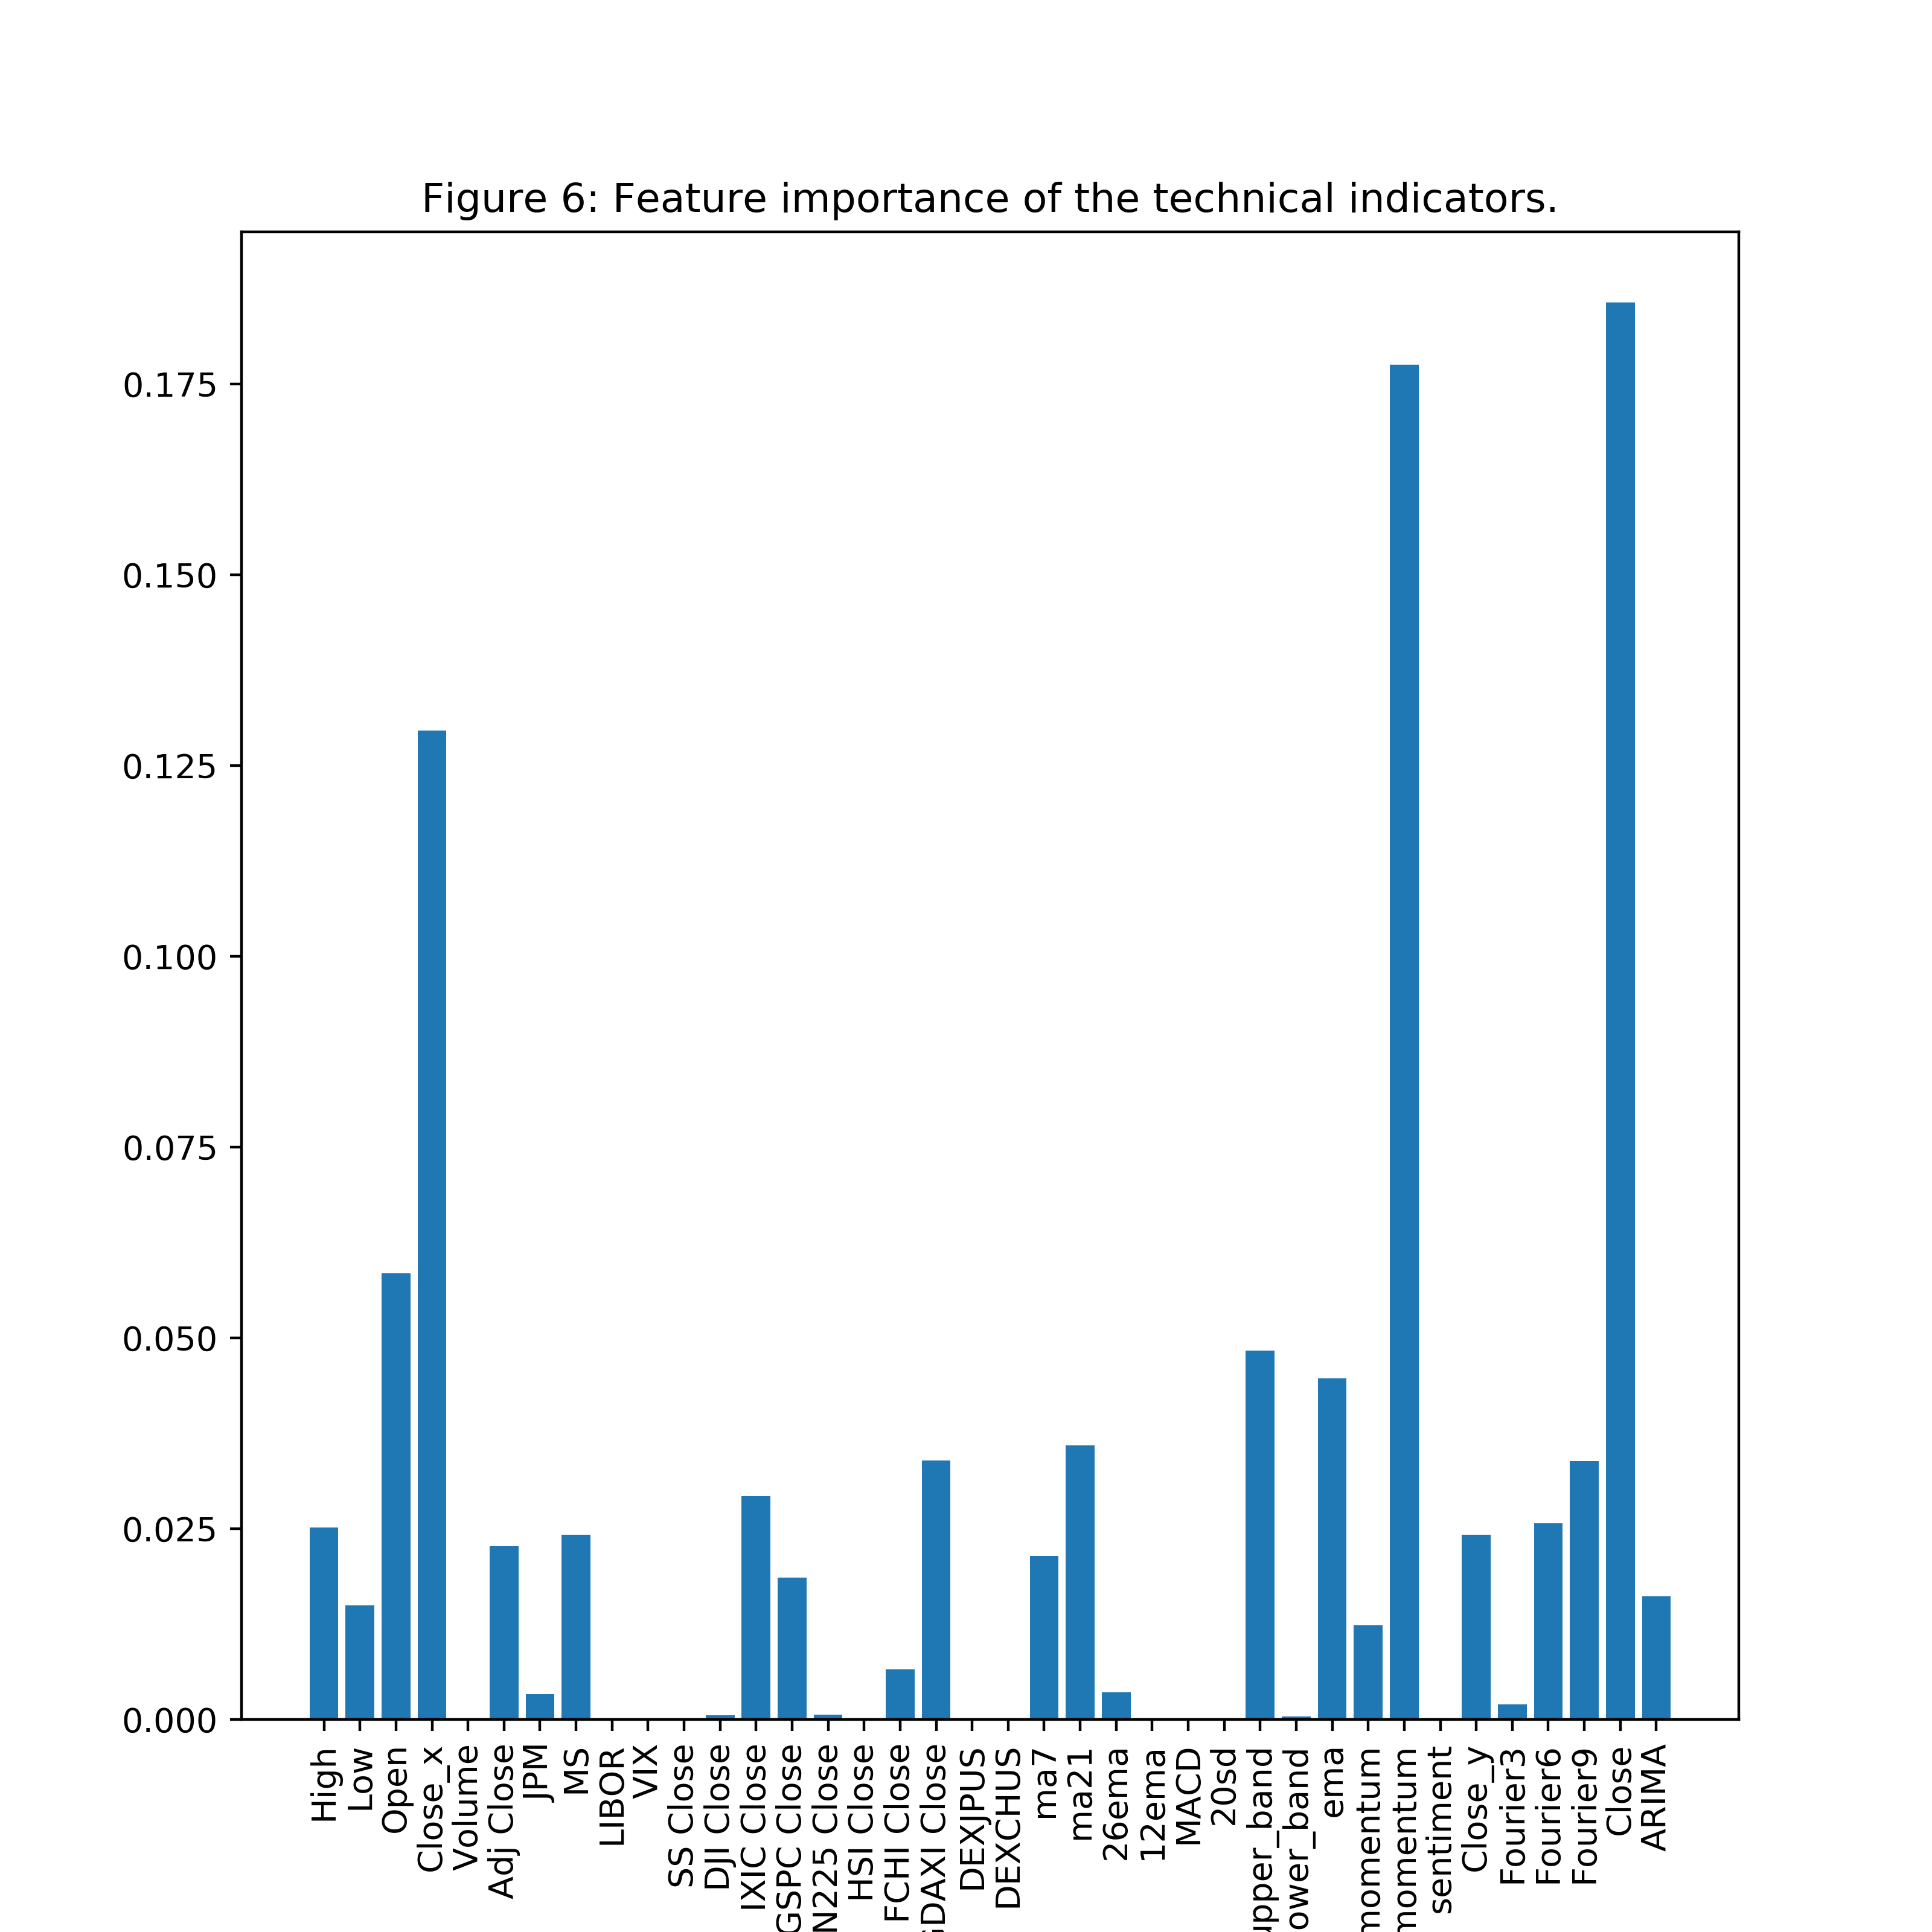 Figure 6: Feature importance of the technical indicators.
0.175
0.150
0.125
0.100
0.075
0.050
0.025
0.000
High
Low
Open
Close_x
Volume
Adj Close
JPM
MS
LIBOR
VIX
SS Close
DJI Close
IXIC Close
GSPC Close
N225 Close
HSI Close
FCHI Close
GDAXI Close
DEXJPUS
DEXCHUS
ma7
ma21
26ema
12ema
MACD
20sd
upper_band
ower_band
ema
momentum
momentum
sentiment
Close_y
Fourier3
Fourier6
Fourier9
Close
ARIMA